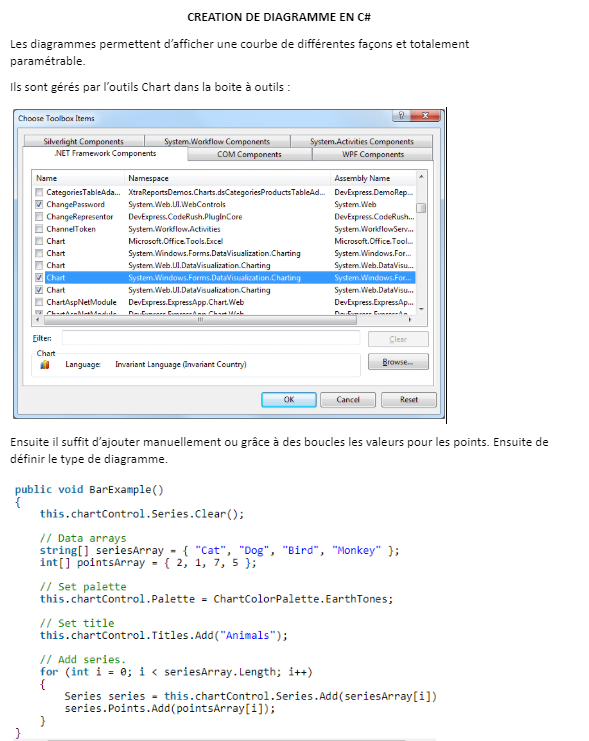 CREATION DE DIAGRAMME EN C#
Les diagrammes permettent d'afficher une courbe de différentes façons et totalement
paramétrable.
Ils sont gérés par l'outils Chart dans la boite à outils :
Choose Toolbox Items
Silverlight Components System.Workflow Components System.Activities Components
.NET Framework Components COM Components WPF Components
Name Namespace Assembly Name
CategoriesTableAda... XtraReportsDemos.Charts.dsCategoriesProductsTableAd... DevExpress.DemoRep...
ChangePassword System.Web.UI.WebControls System.Web
ChangeRepresentor DevExpress.CodeRush.PlugInCore DevExpress.CodeRush...
ChannelToken System.Workflow.Activities System.WorkflowServ...
Chart Microsoft.Office.Tools.Excel Microsoft.Office.Tool...
Chart System.Windows.Forms.DataVisualization.Charting System.Windows.For...
Chart System.Web.UI.DataVisualization.Charting System.Web.DataVisu...
Chart System.Windows.Forms.DataVisualization.Charting System.Windows.For...
Chart System.Web.UI.DataVisualization.Charting System.Web.DataVisu...
ChartAspNetModule DevExpress.ExpressApp.Chart.Web DevExpress.ExpressAp...
Filter: Clear
Chart
Language: Invariant Language (Invariant Country) Browse...
OK Cancel Reset
Ensuite il suffit d'ajouter manuellement ou grâce à des boucles les valeurs pour les points. Ensuite de
définir le type de diagramme.
public void BarExample()
{
this.chartControl.Series.Clear();
// Data arrays
string[] seriesArray = { "Cat", "Dog", "Bird", "Monkey" };
int[] pointsArray = { 2, 1, 7, 5 };
// Set palette
this.chartControl.Palette = ChartColorPalette.EarthTones;
// Set title
this.chartControl.Titles.Add("Animals");
// Add series.
for (int i = 0; i < seriesArray.Length; i++)
{
Series series = this.chartControl.Series.Add(seriesArray[i])
series.Points.Add(pointsArray[i]);
}
}